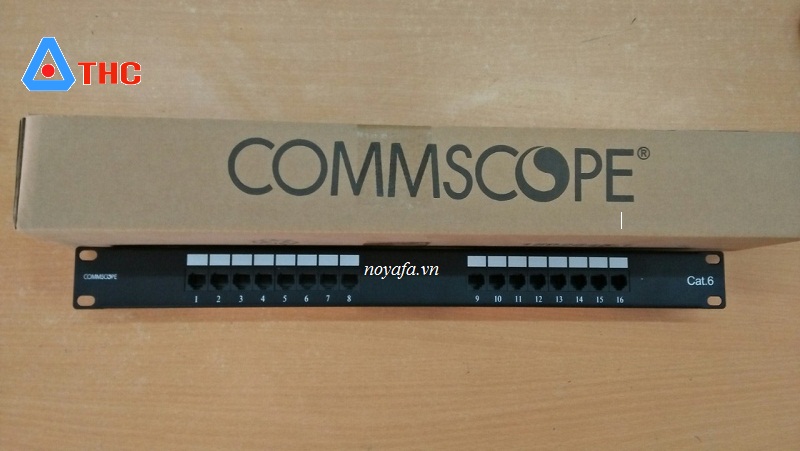 THC
COMMSCOPE®
COMMSCOPE
noyafa.vn
Cat.6
1 2 3 4 5 6 7 8 9 10 11 12 13 14 15 16